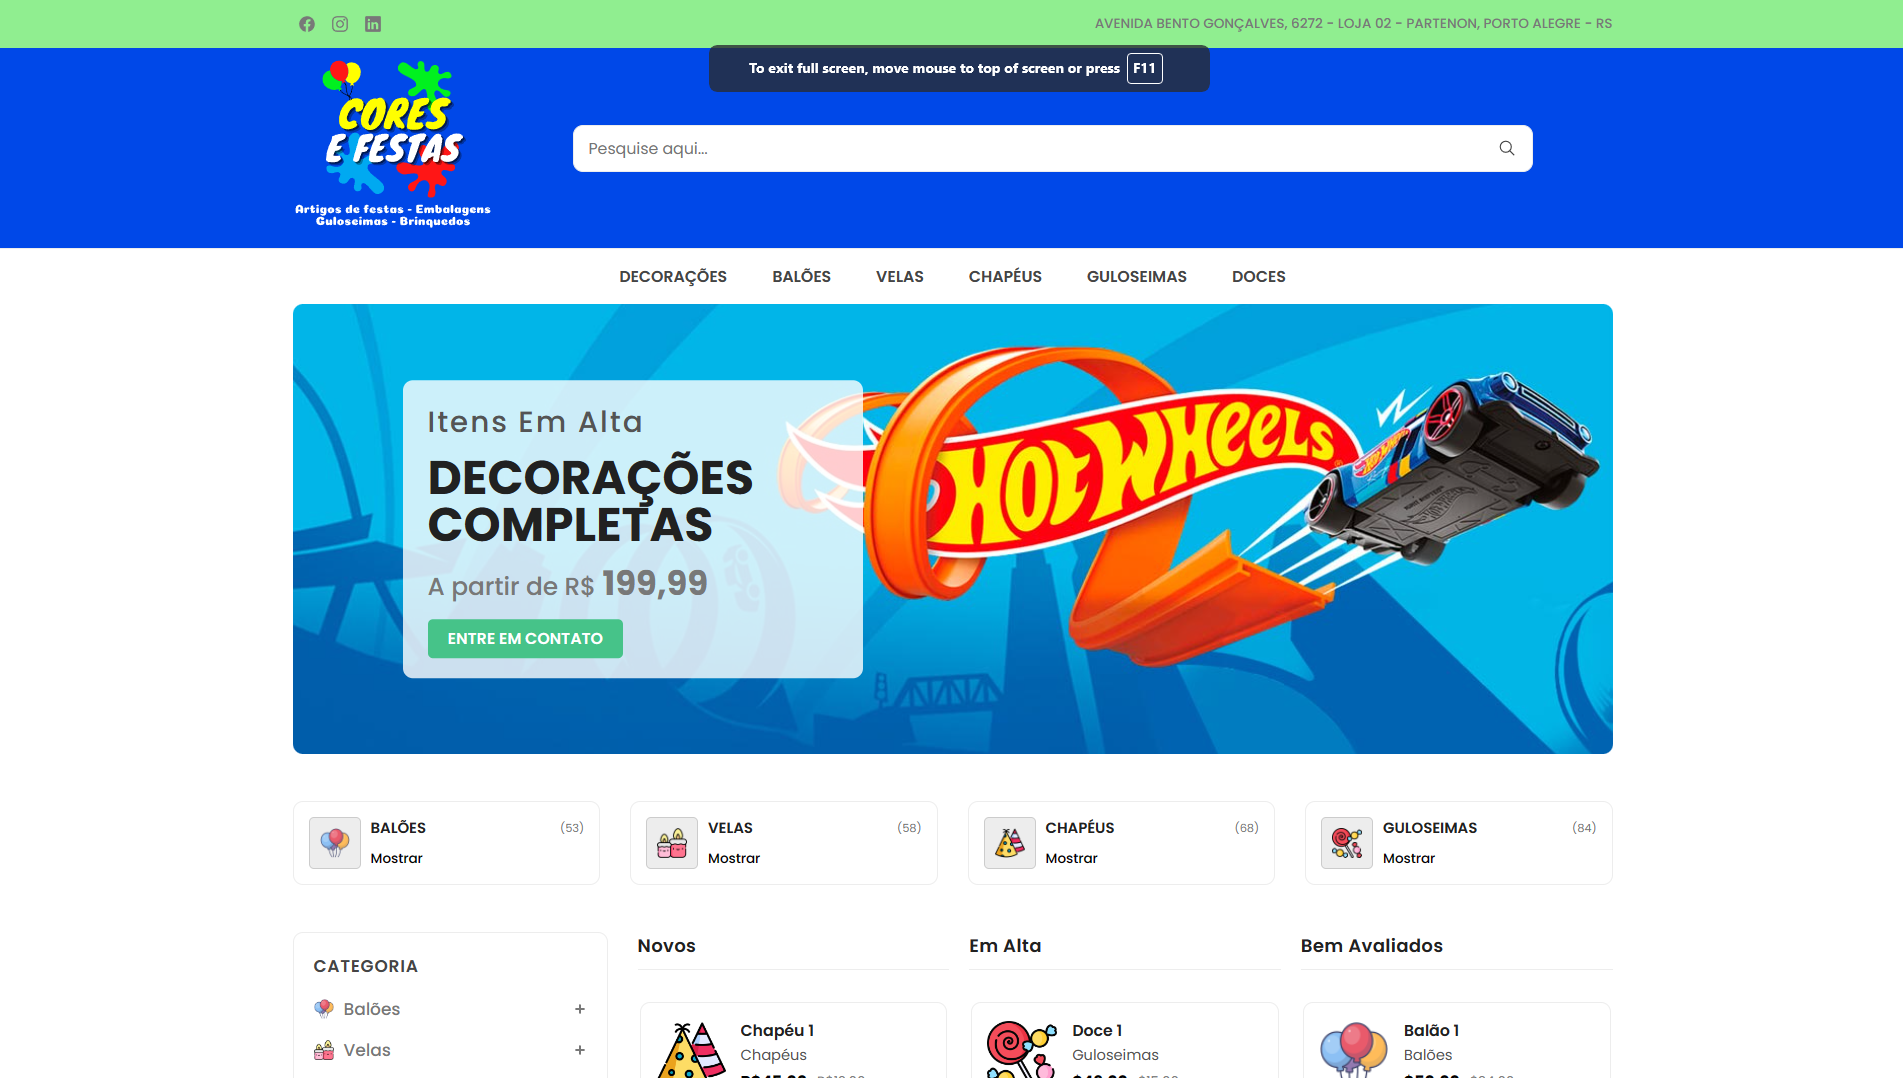 AVENIDA BENTO GONÇALVES, 6272 - LOJA 02 - PARTENON, PORTO ALEGRE - RS
To exit full screen, move mouse to top of screen or press F11
CORES
E FESTAS
Artigos de festas - Embalagens
Guloseimas - Brinquedos
Pesquise aqui...
DECORAÇÕES BALÕES VELAS CHAPÉUS GULOSEIMAS DOCES
Itens Em Alta
DECORAÇÕES
COMPLETAS
A partir de R$ 199,99
ENTRE EM CONTATO
HOT WHEELS
BALÕES (53)
Mostrar
VELAS (58)
Mostrar
CHAPÉUS (68)
Mostrar
GULOSEIMAS (84)
Mostrar
CATEGORIA
Balões +
Velas +
Novos
Chapéu 1
Chapéus
Em Alta
Doce 1
Guloseimas
Bem Avaliados
Balão 1
Balões